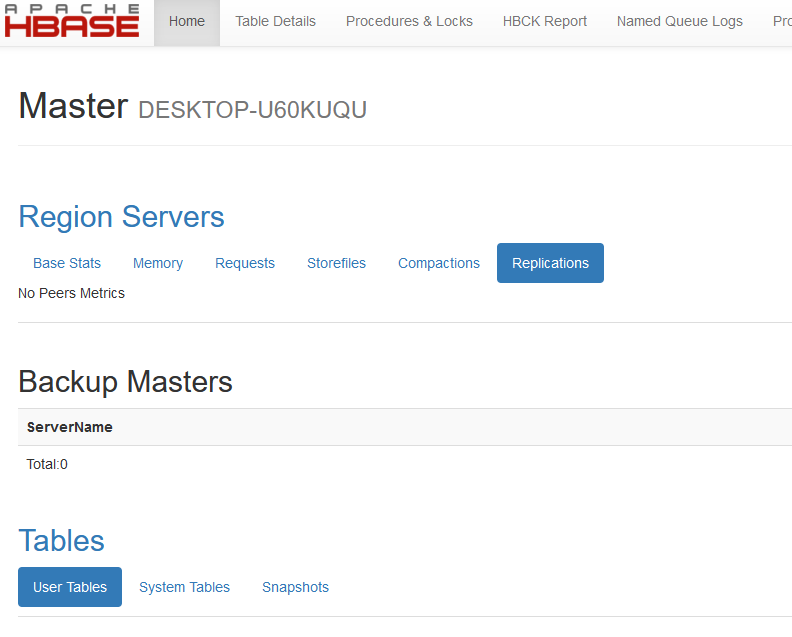 APACHE
HBASE
Home Table Details Procedures & Locks HBCK Report Named Queue Logs
Master DESKTOP-U60KUQU
Region Servers
Base Stats Memory Requests Storefiles Compactions Replications
No Peers Metrics
Backup Masters
ServerName
Total:0
Tables
User Tables System Tables Snapshots